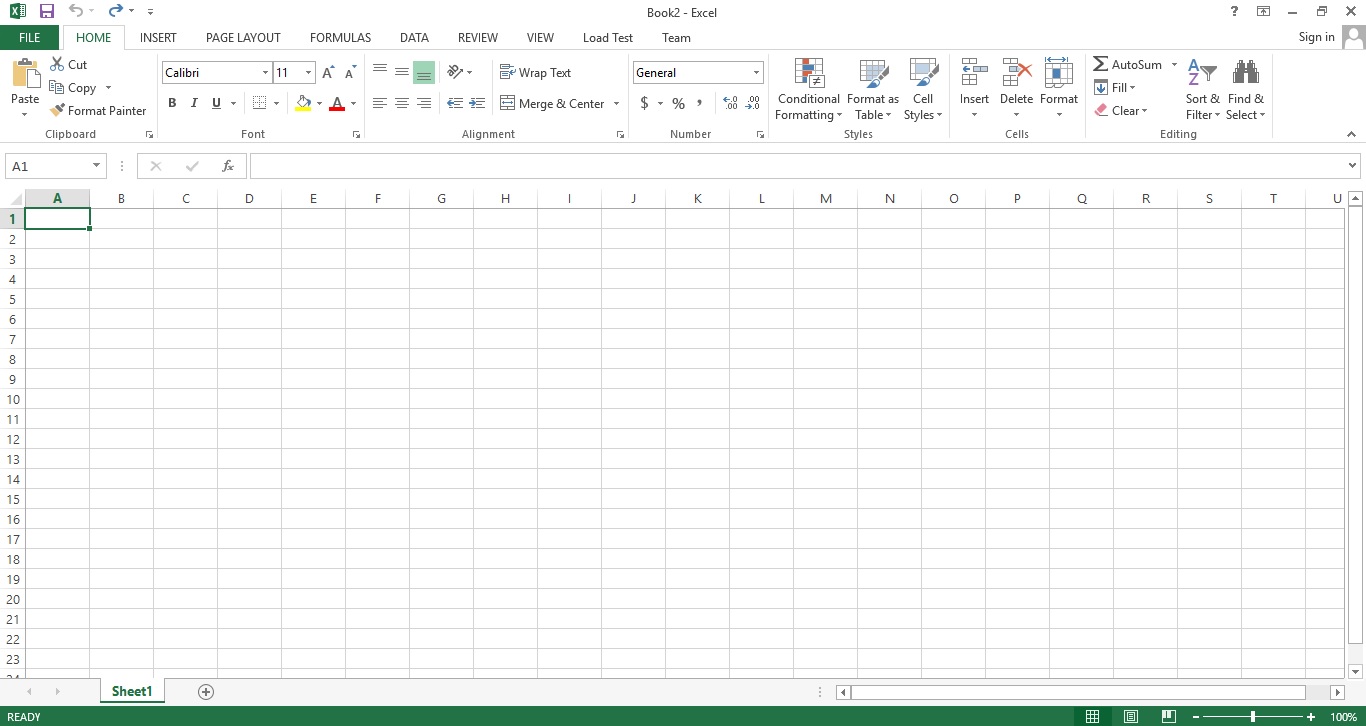 Book2 - Excel
?
FILE HOME INSERT PAGE LAYOUT FORMULAS DATA REVIEW VIEW Load Test Team Sign in
Paste
Cut
Copy
Format Painter
Clipboard
Calibri 11 A A
B I U A
Font
Wrap Text
Merge & Center
Alignment
General
$ % , .00 .00
Number
Conditional Formatting
Format as Table
Cell Styles
Styles
Insert Delete Format
Cells
AutoSum
Fill
Clear
Sort & Filter
Find & Select
Editing
A1 fx
A B C D E F G H I J K L M N O P Q R S T U
1
2
3
4
5
6
7
8
9
10
11
12
13
14
15
16
17
18
19
20
21
22
23
24
Sheet1
READY 100%